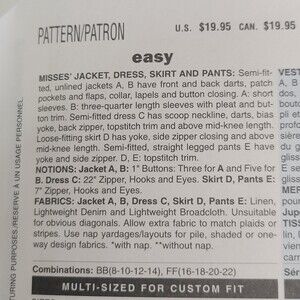 PATTERN/PATRON
U.S. $19.95 CAN. $19.95
easy
MISSES' JACKET, DRESS, SKIRT AND PANTS: Semi-fit-
ted, unlined jackets A, B have front and back darts, patch
pockets and flaps, collar, lapels and button closing. A: short
sleeves. B: three-quarter length sleeves with pleat and but-
ton trim. Semi-fitted dress C has scoop neckline, darts, bias
yoke, back zipper, topstitch trim and above mid-knee length.
Loose-fitting skirt D has yoke, side zipper closing and above
mid-knee length. Semi-fitted, straight legged pants E have
yoke and side zipper. D, E: topstitch trim.
NOTIONS: Jacket A, B: 1" Buttons: Three for A and Five for
B. Dress C: 22" Zipper, Hooks and Eyes. Skirt D, Pants E:
7" Zipper, Hooks and Eyes.
FABRICS: Jacket A, B, Dress C, Skirt D, Pants E: Linen,
Lightweight Denim and Lightweight Broadcloth. Unsuitable
for obvious diagonals. Allow extra fabric to match plaids or
stripes. Use nap yardages/layouts for pile, shaded or one-
way design fabrics. *with nap. **without nap.
Combinations: BB(8-10-12-14), FF(16-18-20-22)
MULTI-SIZED FOR CUSTOM FIT
TURING PURPOSES/RESERVE A UN USAGE PERSONNEL
VEST
Série